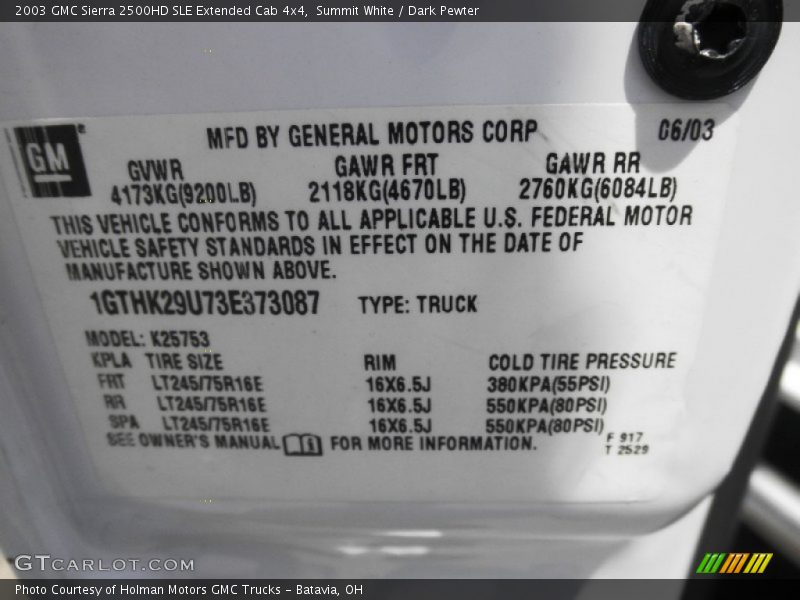 2003 GMC Sierra 2500HD SLE Extended Cab 4x4, Summit White / Dark Pewter
MFD BY GENERAL MOTORS CORP 06/03
GM
GVWR GAWR FRT GAWR RR
4173KG(9200LB) 2118KG(4670LB) 2760KG(6084LB)
THIS VEHICLE CONFORMS TO ALL APPLICABLE U.S. FEDERAL MOTOR
VEHICLE SAFETY STANDARDS IN EFFECT ON THE DATE OF
MANUFACTURE SHOWN ABOVE.
1GTHK29U73E373087 TYPE: TRUCK
MODEL: K25753
KPLA TIRE SIZE RIM COLD TIRE PRESSURE
FRT LT245/75R16E 16X6.5J 380KPA(55PSI)
RR LT245/75R16E 16X6.5J 550KPA(80PSI)
SPA LT245/75R16E 16X6.5J 550KPA(80PSI)
SEE OWNER'S MANUAL FOR MORE INFORMATION.
F 917
T 2529
GTCARLOT.COM
Photo Courtesy of Holman Motors GMC Trucks - Batavia, OH